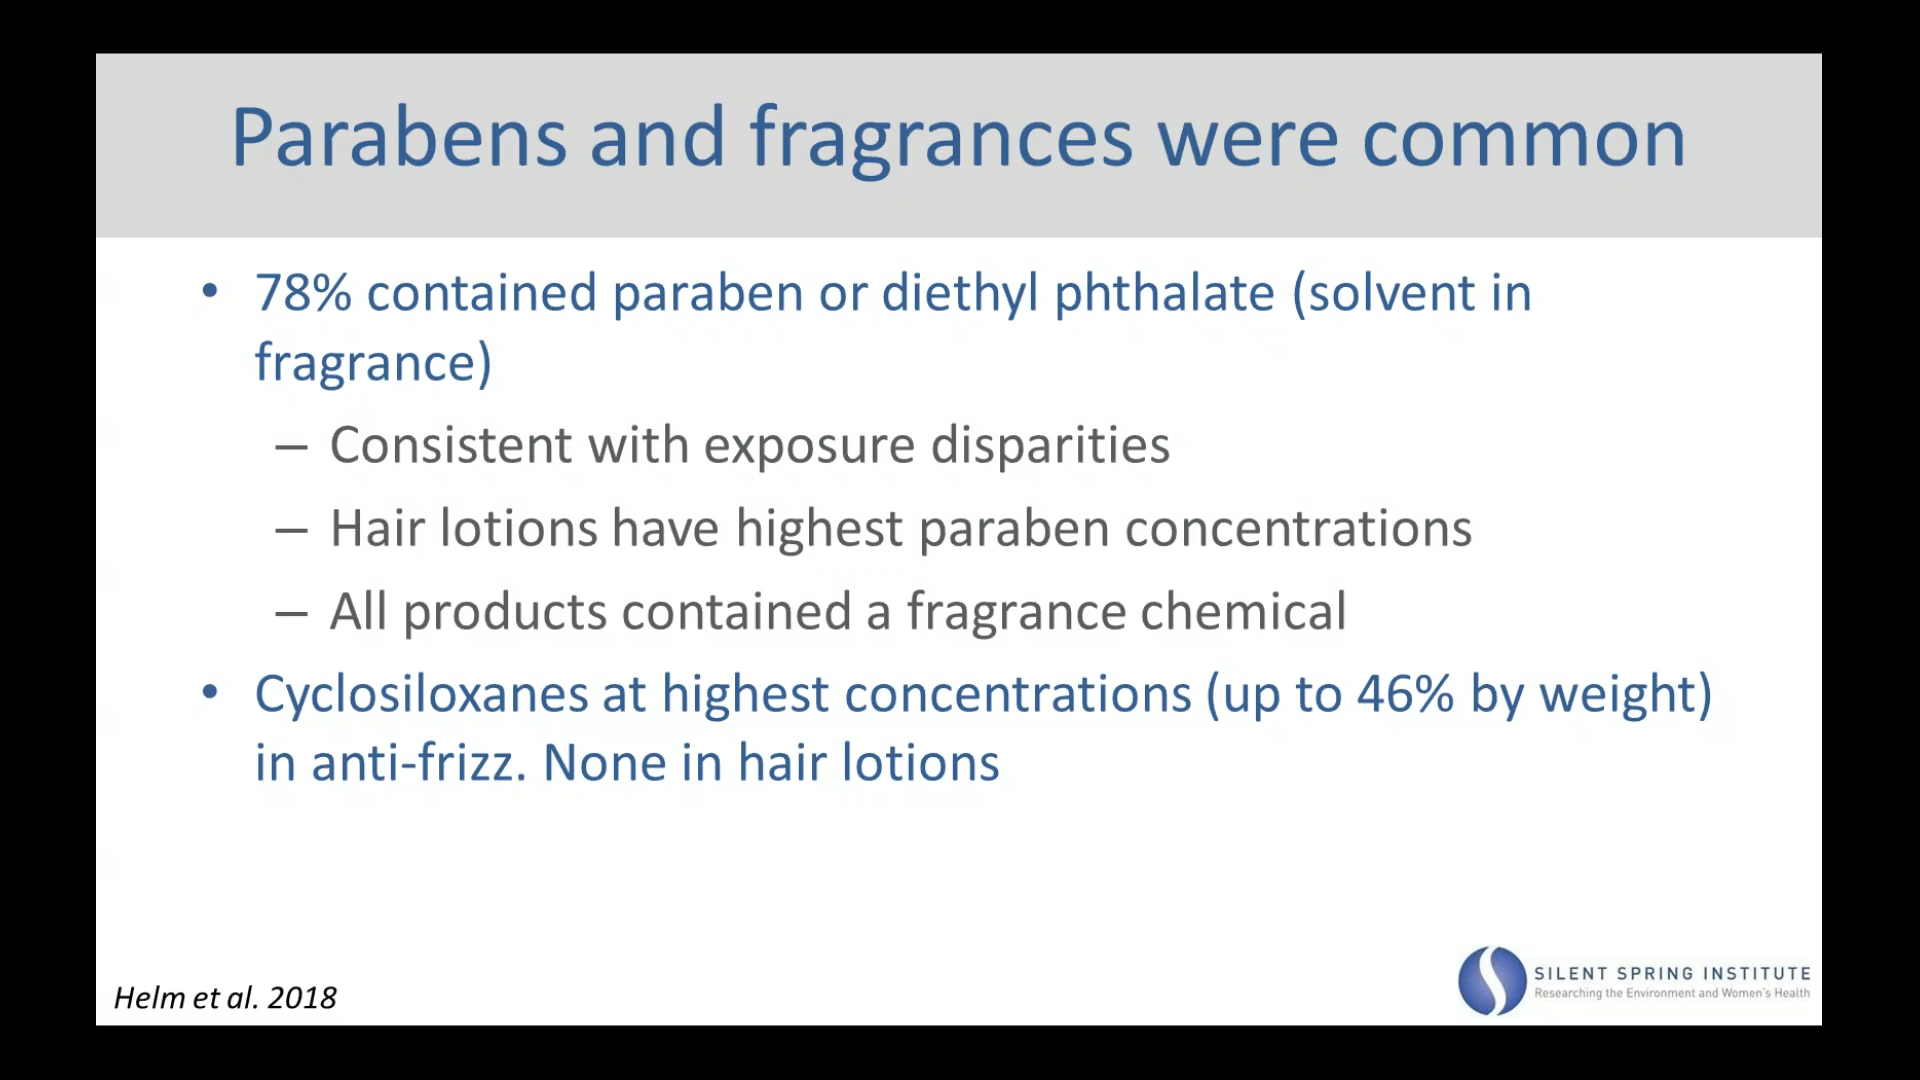 Parabens and fragrances were common
• 78% contained paraben or diethyl phthalate (solvent in
fragrance)
– Consistent with exposure disparities
– Hair lotions have highest paraben concentrations
– All products contained a fragrance chemical
• Cyclosiloxanes at highest concentrations (up to 46% by weight)
in anti-frizz. None in hair lotions
Helm et al. 2018
SILENT SPRING INSTITUTE
Researching the Environment and Women's Health